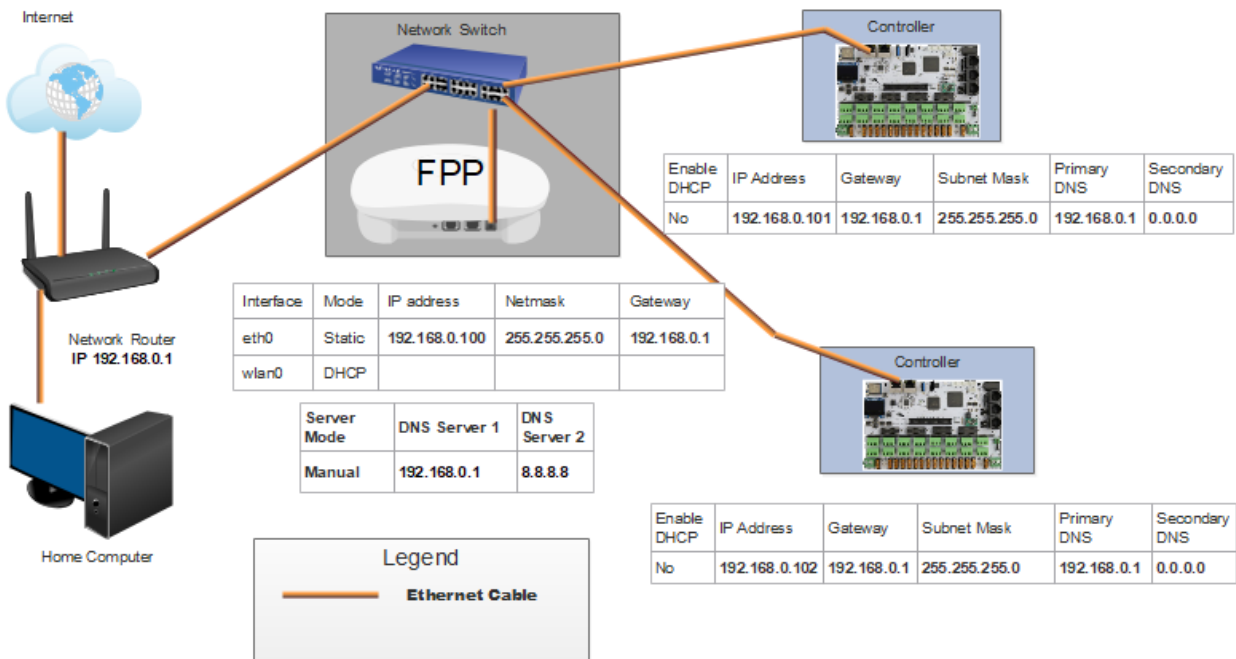 Internet
Network Switch
Controller
FPP
Enable DHCP IP Address Gateway Subnet Mask Primary DNS Secondary DNS
No 192.168.0.101 192.168.0.1 255.255.255.0 192.168.0.1 0.0.0.0
Network Router
IP 192.168.0.1
Interface Mode IP address Netmask Gateway
eth0 Static 192.168.0.100 255.255.255.0 192.168.0.1
wlan0 DHCP
Server Mode DNS Server 1 DNS Server 2
Manual 192.168.0.1 8.8.8.8
Controller
Home Computer
Enable DHCP IP Address Gateway Subnet Mask Primary DNS Secondary DNS
No 192.168.0.102 192.168.0.1 255.255.255.0 192.168.0.1 0.0.0.0
Legend
Ethernet Cable